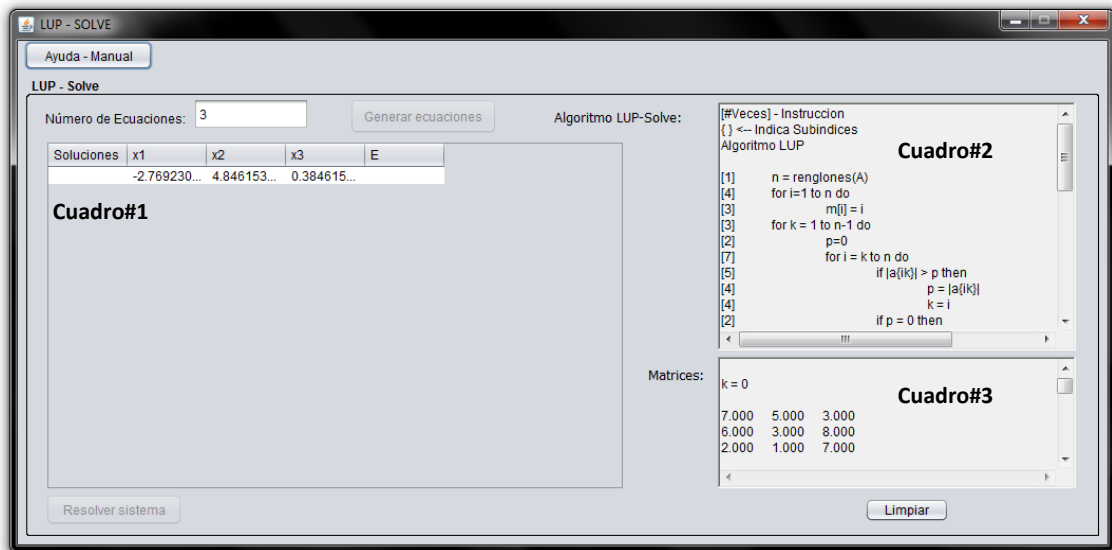 LUP - SOLVE
Ayuda - Manual
LUP - Solve
Número de Ecuaciones: 3 Generar ecuaciones
Soluciones x1 x2 x3 E
-2.769230... 4.846153... 0.384615...
Cuadro#1
Resolver sistema
Algoritmo LUP-Solve:
[#Veces] - Instruccion
{ } <-- Indica Subindices
Algoritmo LUP
Cuadro#2
[1] n = renglones(A)
[4] for i=1 to n do
[3] m[i] = i
[3] for k = 1 to n-1 do
[2] p=0
[7] for i = k to n do
[5] if |a{ik}| > p then
[4] p = |a{ik}|
[4] k = i
[2] if p = 0 then
Matrices:
k = 0
Cuadro#3
7.000 5.000 3.000
6.000 3.000 8.000
2.000 1.000 7.000
Limpiar